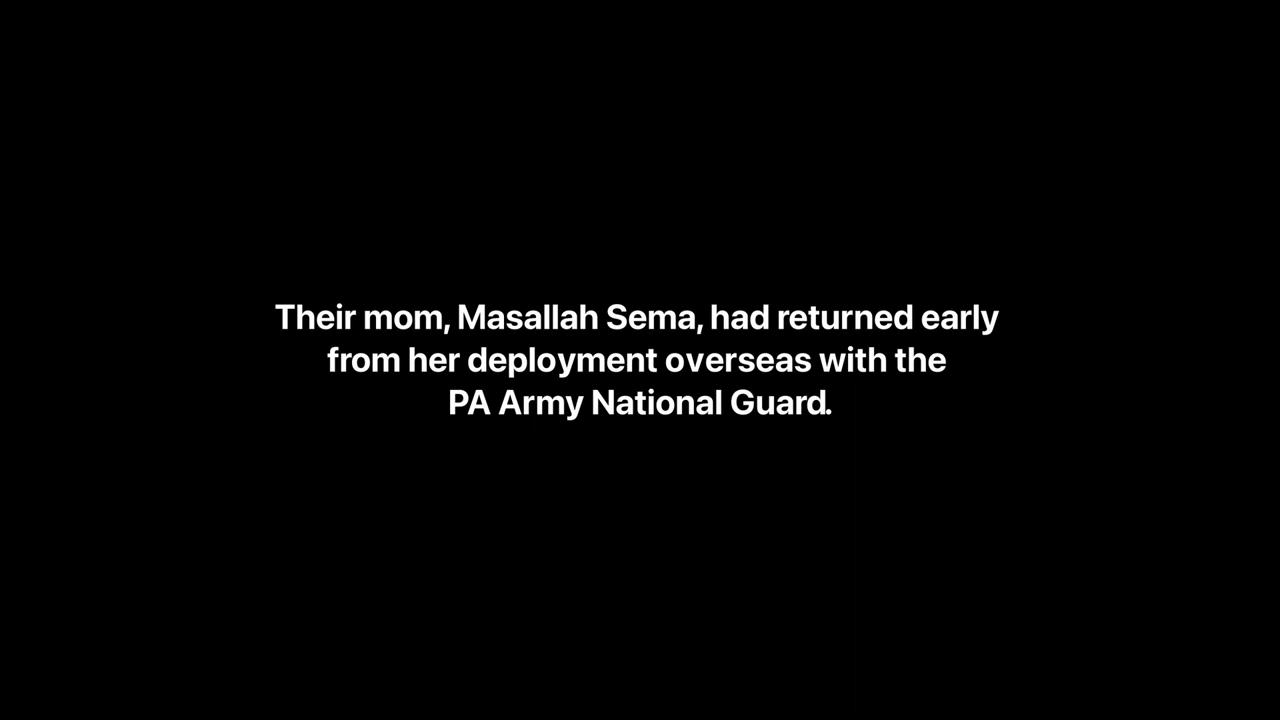 Their mom, Masallah Sema, had returned early
from her deployment overseas with the
PA Army National Guard.